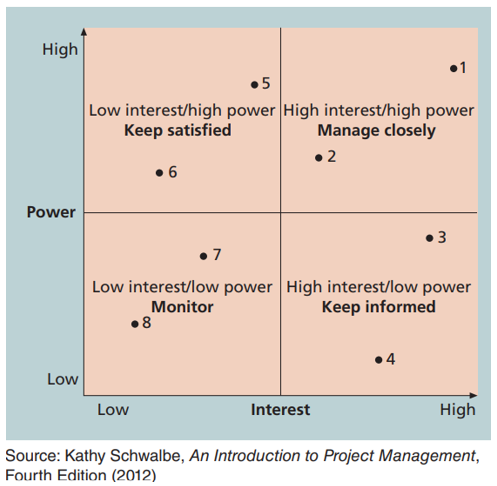 High
1
5
Low interest/high power
Keep satisfied
High interest/high power
Manage closely
2
6
Power
3
7
Low interest/low power
Monitor
High interest/low power
Keep informed
8
4
Low
Low
Interest
High
Source: Kathy Schwalbe, An Introduction to Project Management,
Fourth Edition (2012)